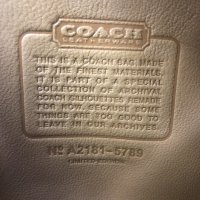 COACH
LEATHERWARE
THIS IS A COACH BAG MADE
OF THE FINEST MATERIALS.
IT IS PART OF A SPECIAL
COLLECTION OF ARCHIVAL
COACH SILHOUETTES REMADE
FOR NOW. BECAUSE SOME
THINGS ARE TOO GOOD TO
LEAVE IN OUR ARCHIVES.
Nº A2181-5789
LIMITED EDITION